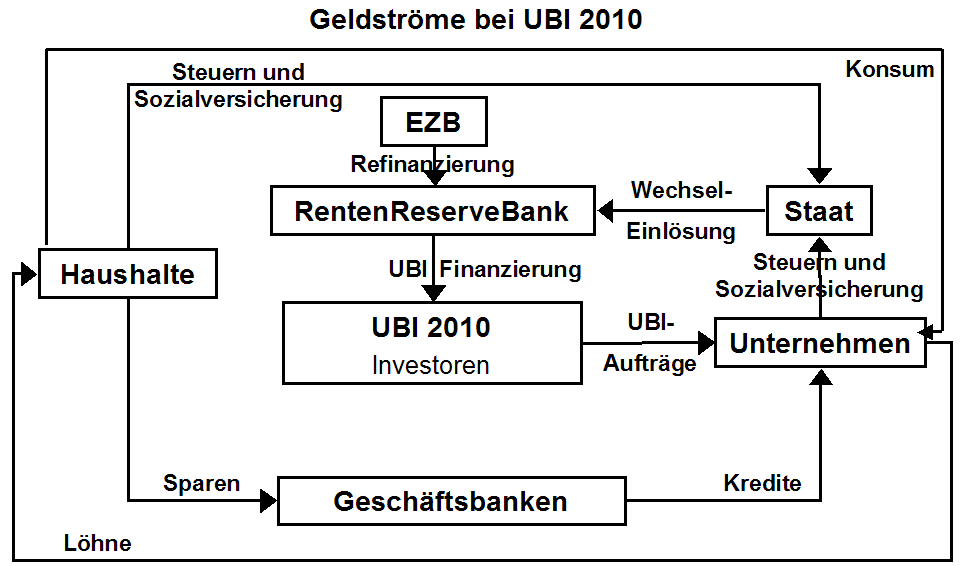 Geldströme bei UBI 2010
Steuern und
Sozialversicherung
Konsum
EZB
Refinanzierung
RentenReserveBank
Wechsel-
Einlösung
Staat
Haushalte
UBI Finanzierung
Steuern und
Sozialversicherung
UBI 2010
Investoren
UBI-
Aufträge
Unternehmen
Sparen
Geschäftsbanken
Kredite
Löhne